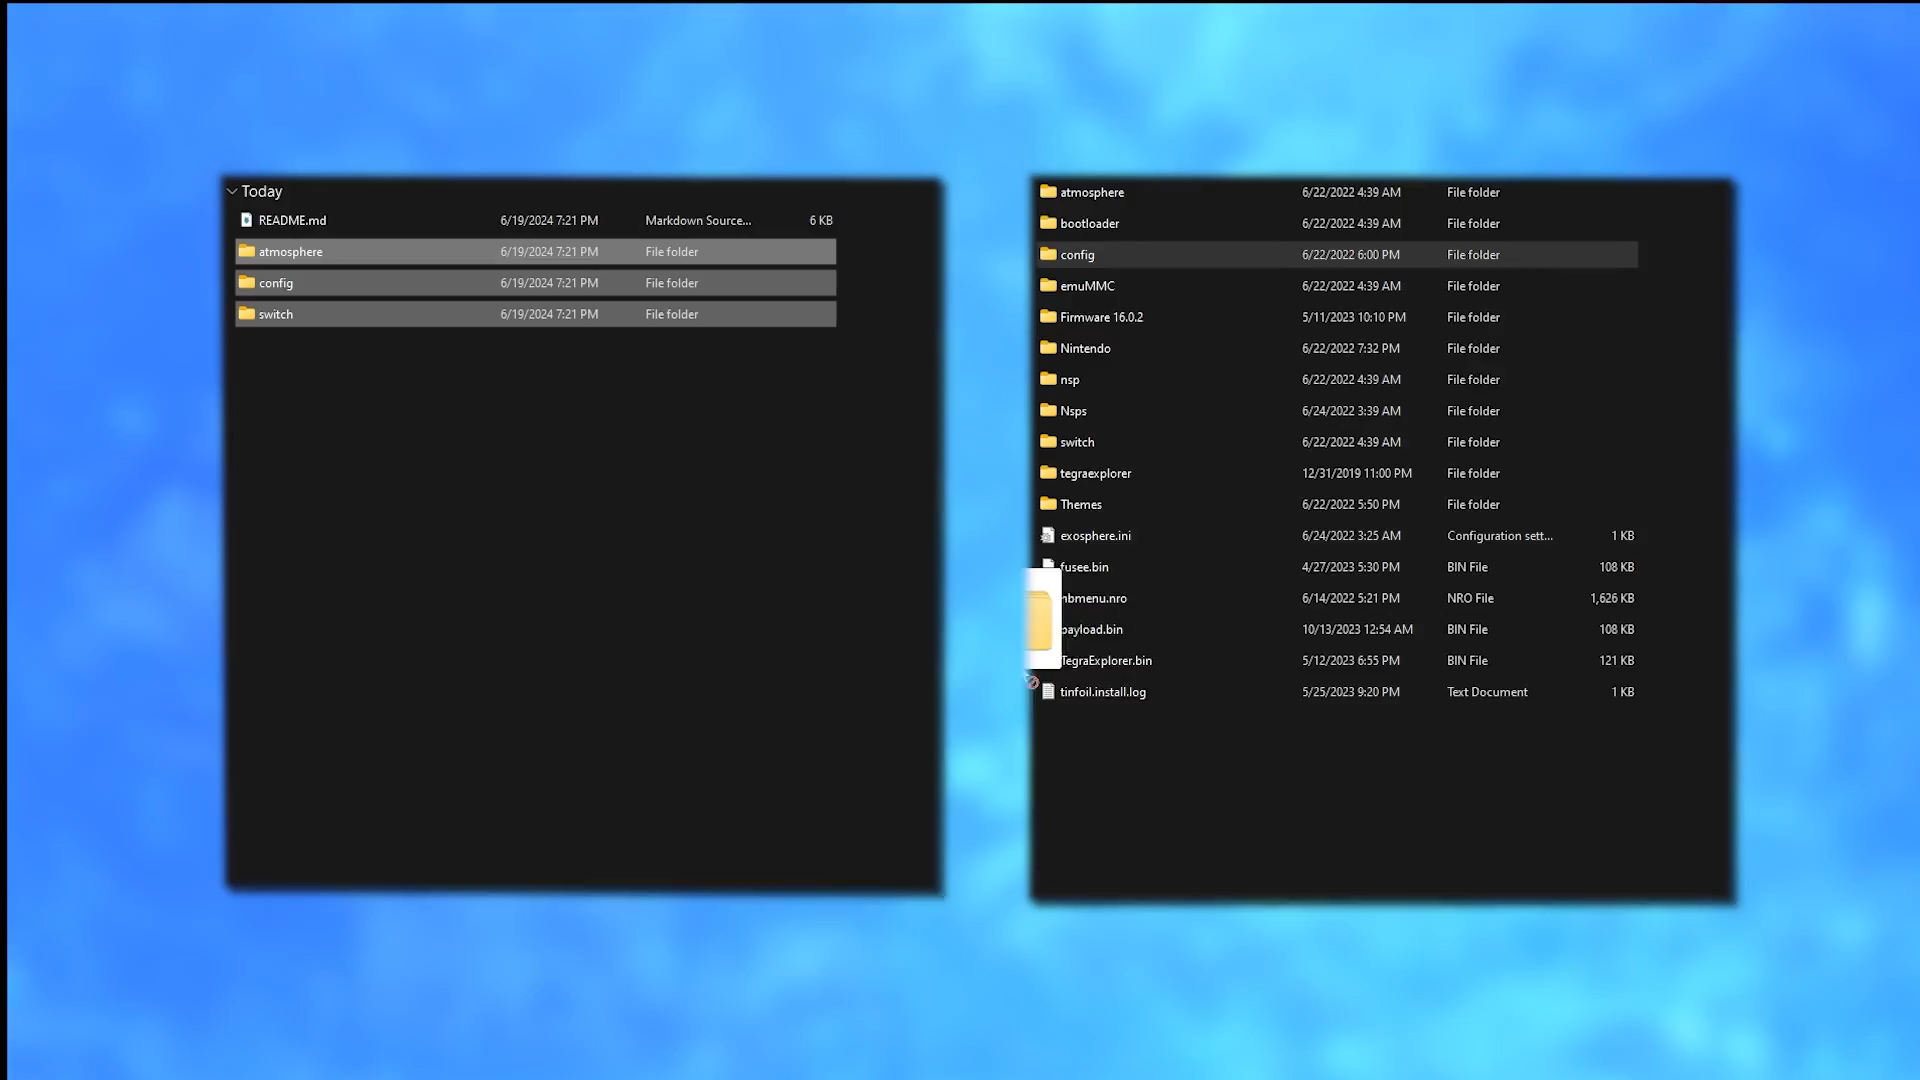 Today
README.md 6/19/2024 7:21 PM Markdown Source... 6 KB
atmosphere 6/19/2024 7:21 PM File folder
config 6/19/2024 7:21 PM File folder
switch 6/19/2024 7:21 PM File folder
atmosphere 6/22/2022 4:39 AM File folder
bootloader 6/22/2022 4:39 AM File folder
config 6/22/2022 6:00 PM File folder
emuMMC 6/22/2022 4:39 AM File folder
Firmware 16.0.2 5/11/2023 10:10 PM File folder
Nintendo 6/22/2022 7:32 PM File folder
nsp 6/22/2022 4:39 AM File folder
Nsps 6/24/2022 3:39 AM File folder
switch 6/22/2022 4:39 AM File folder
tegraexplorer 12/31/2019 11:00 PM File folder
Themes 6/22/2022 5:50 PM File folder
exosphere.ini 6/24/2022 3:25 AM Configuration sett... 1 KB
fusee.bin 4/27/2023 5:30 PM BIN File 108 KB
hbmenu.nro 6/14/2022 5:21 PM NRO File 1,626 KB
payload.bin 10/13/2023 12:54 AM BIN File 108 KB
TegraExplorer.bin 5/12/2023 6:55 PM BIN File 121 KB
tinfoil.install.log 5/25/2023 9:20 PM Text Document 1 KB